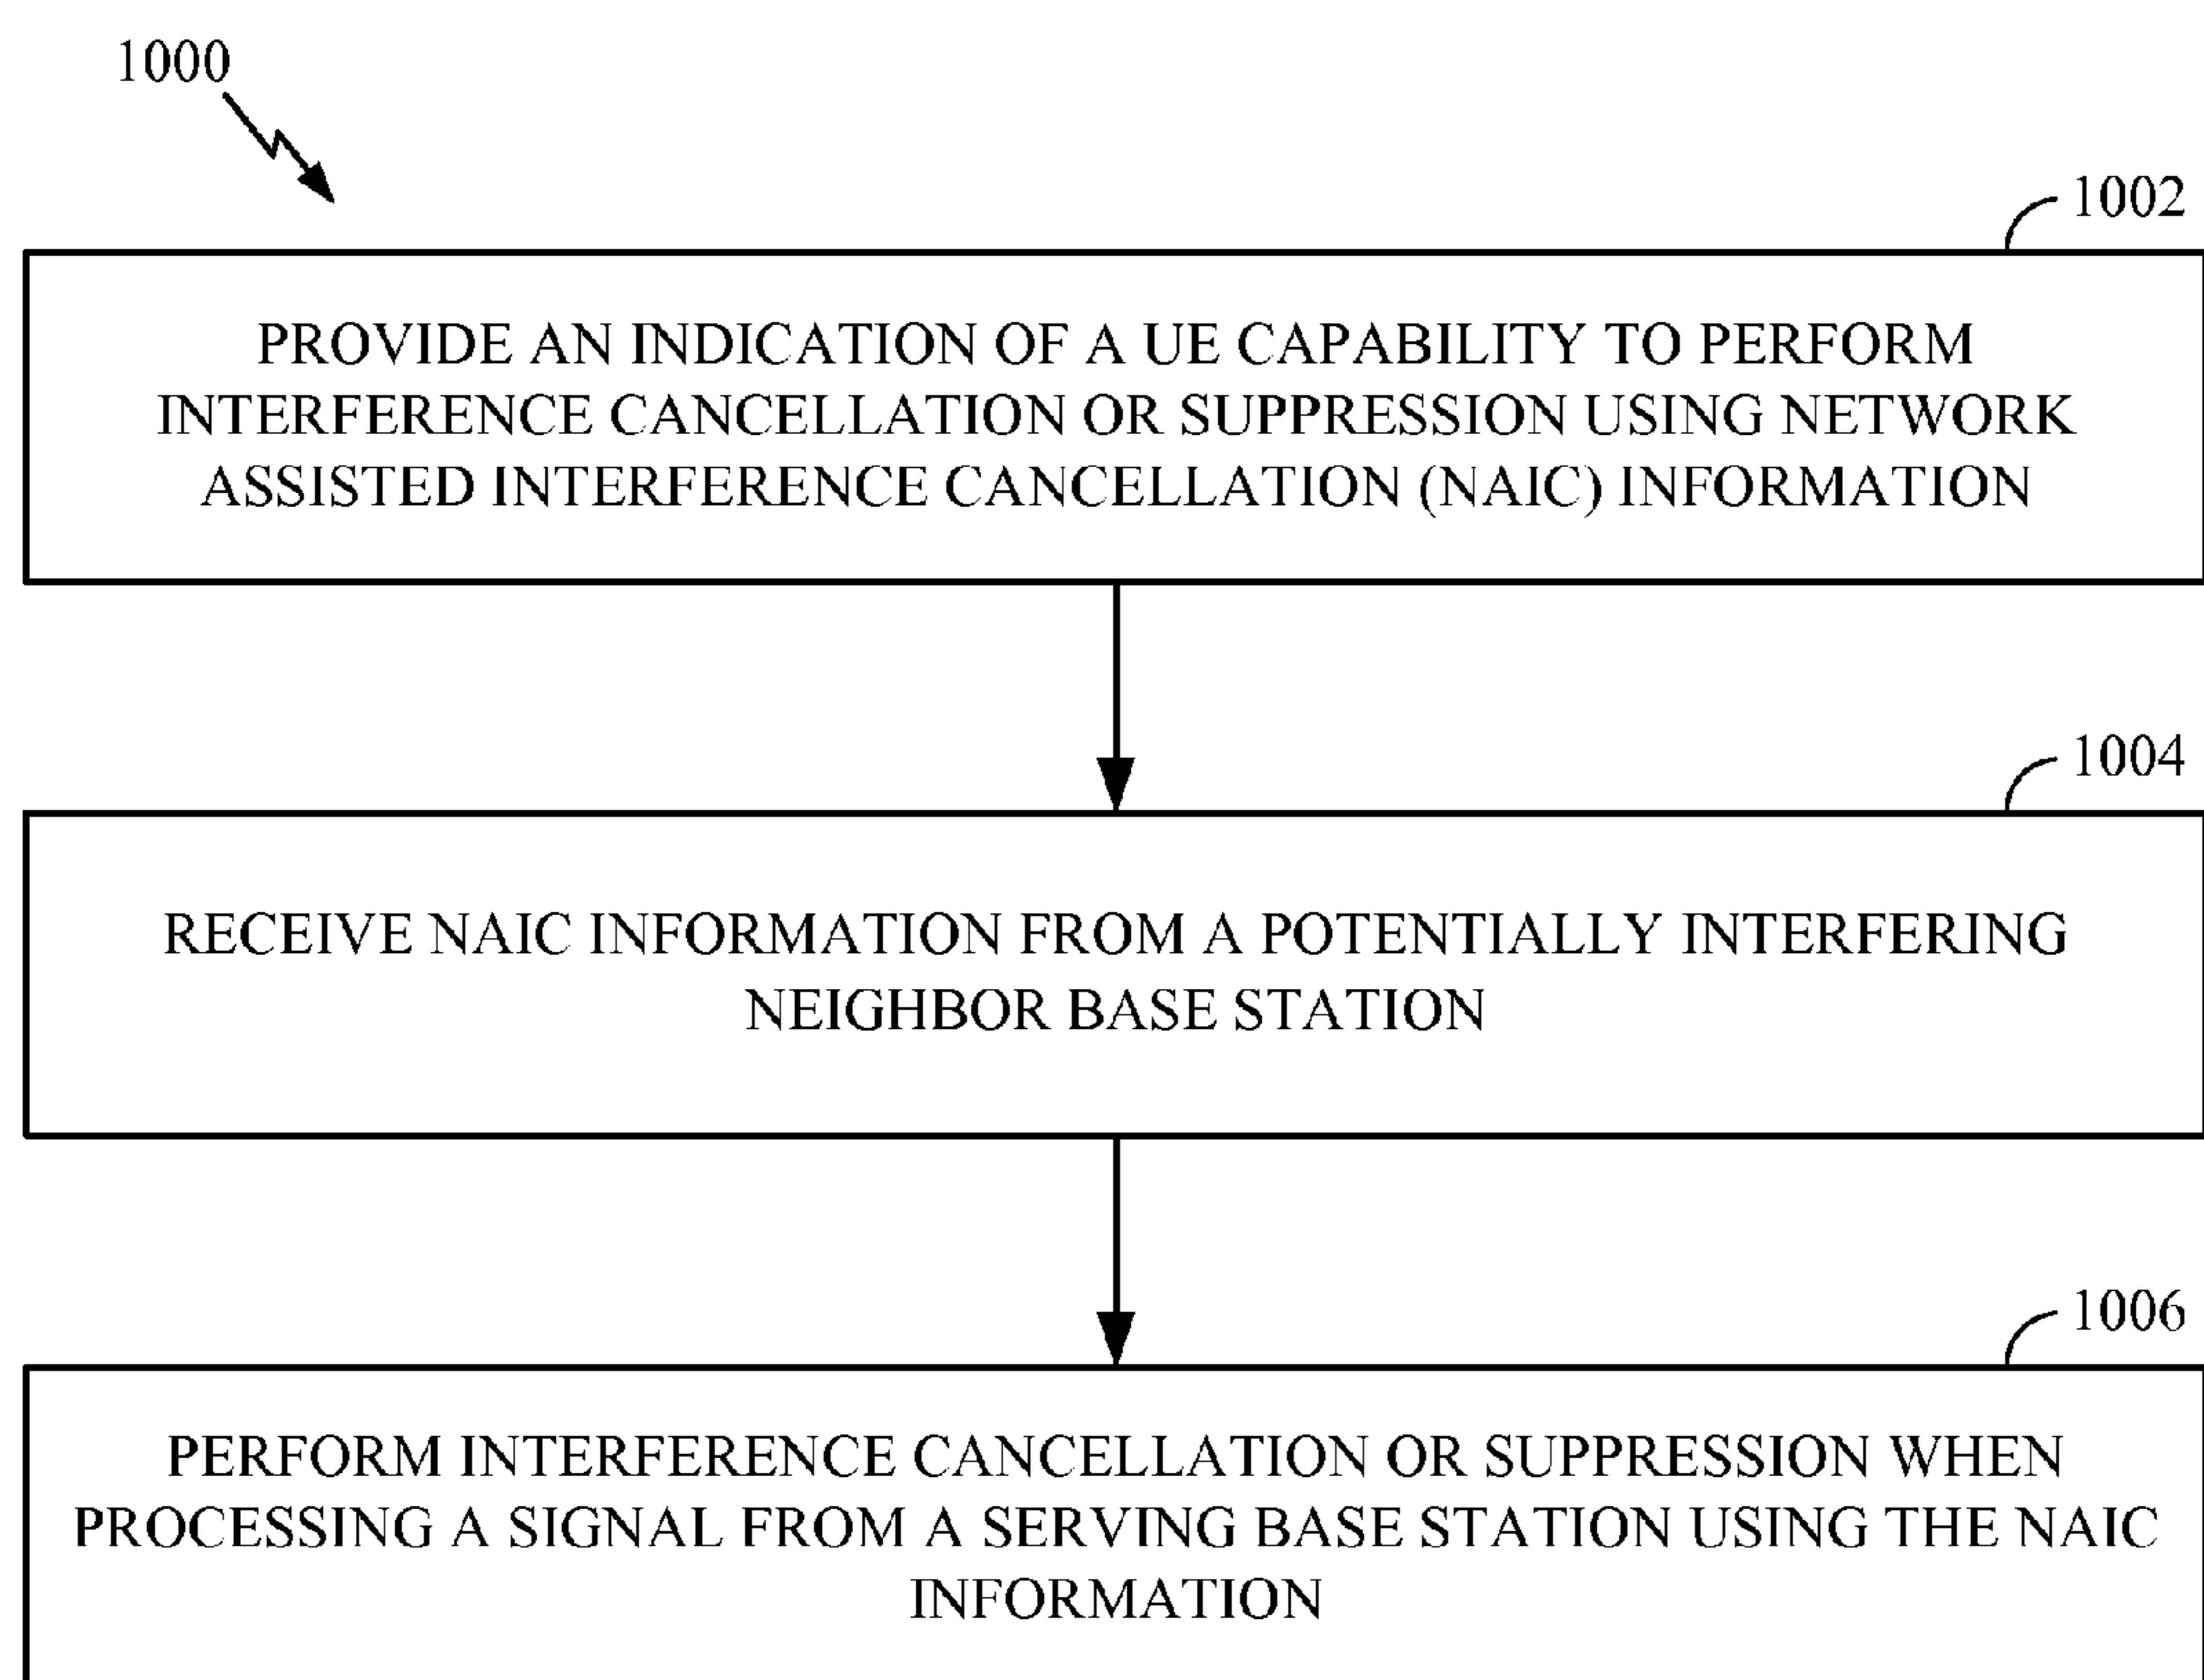 1000
1002
PROVIDE AN INDICATION OF A UE CAPABILITY TO PERFORM
INTERFERENCE CANCELLATION OR SUPPRESSION USING NETWORK
ASSISTED INTERFERENCE CANCELLATION (NAIC) INFORMATION
1004
RECEIVE NAIC INFORMATION FROM A POTENTIALLY INTERFERING
NEIGHBOR BASE STATION
1006
PERFORM INTERFERENCE CANCELLATION OR SUPPRESSION WHEN
PROCESSING A SIGNAL FROM A SERVING BASE STATION USING THE NAIC
INFORMATION